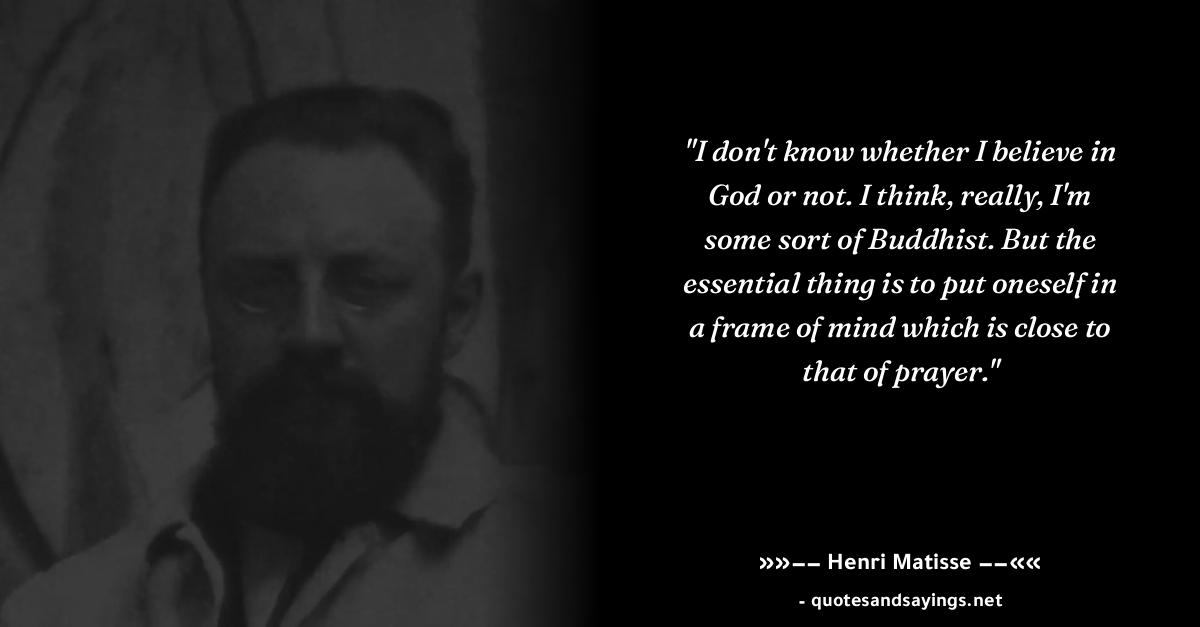 "I don't know whether I believe in
God or not. I think, really, I'm
some sort of Buddhist. But the
essential thing is to put oneself in
a frame of mind which is close to
that of prayer."
»»−− Henri Matisse −−««
- quotesandsayings.net